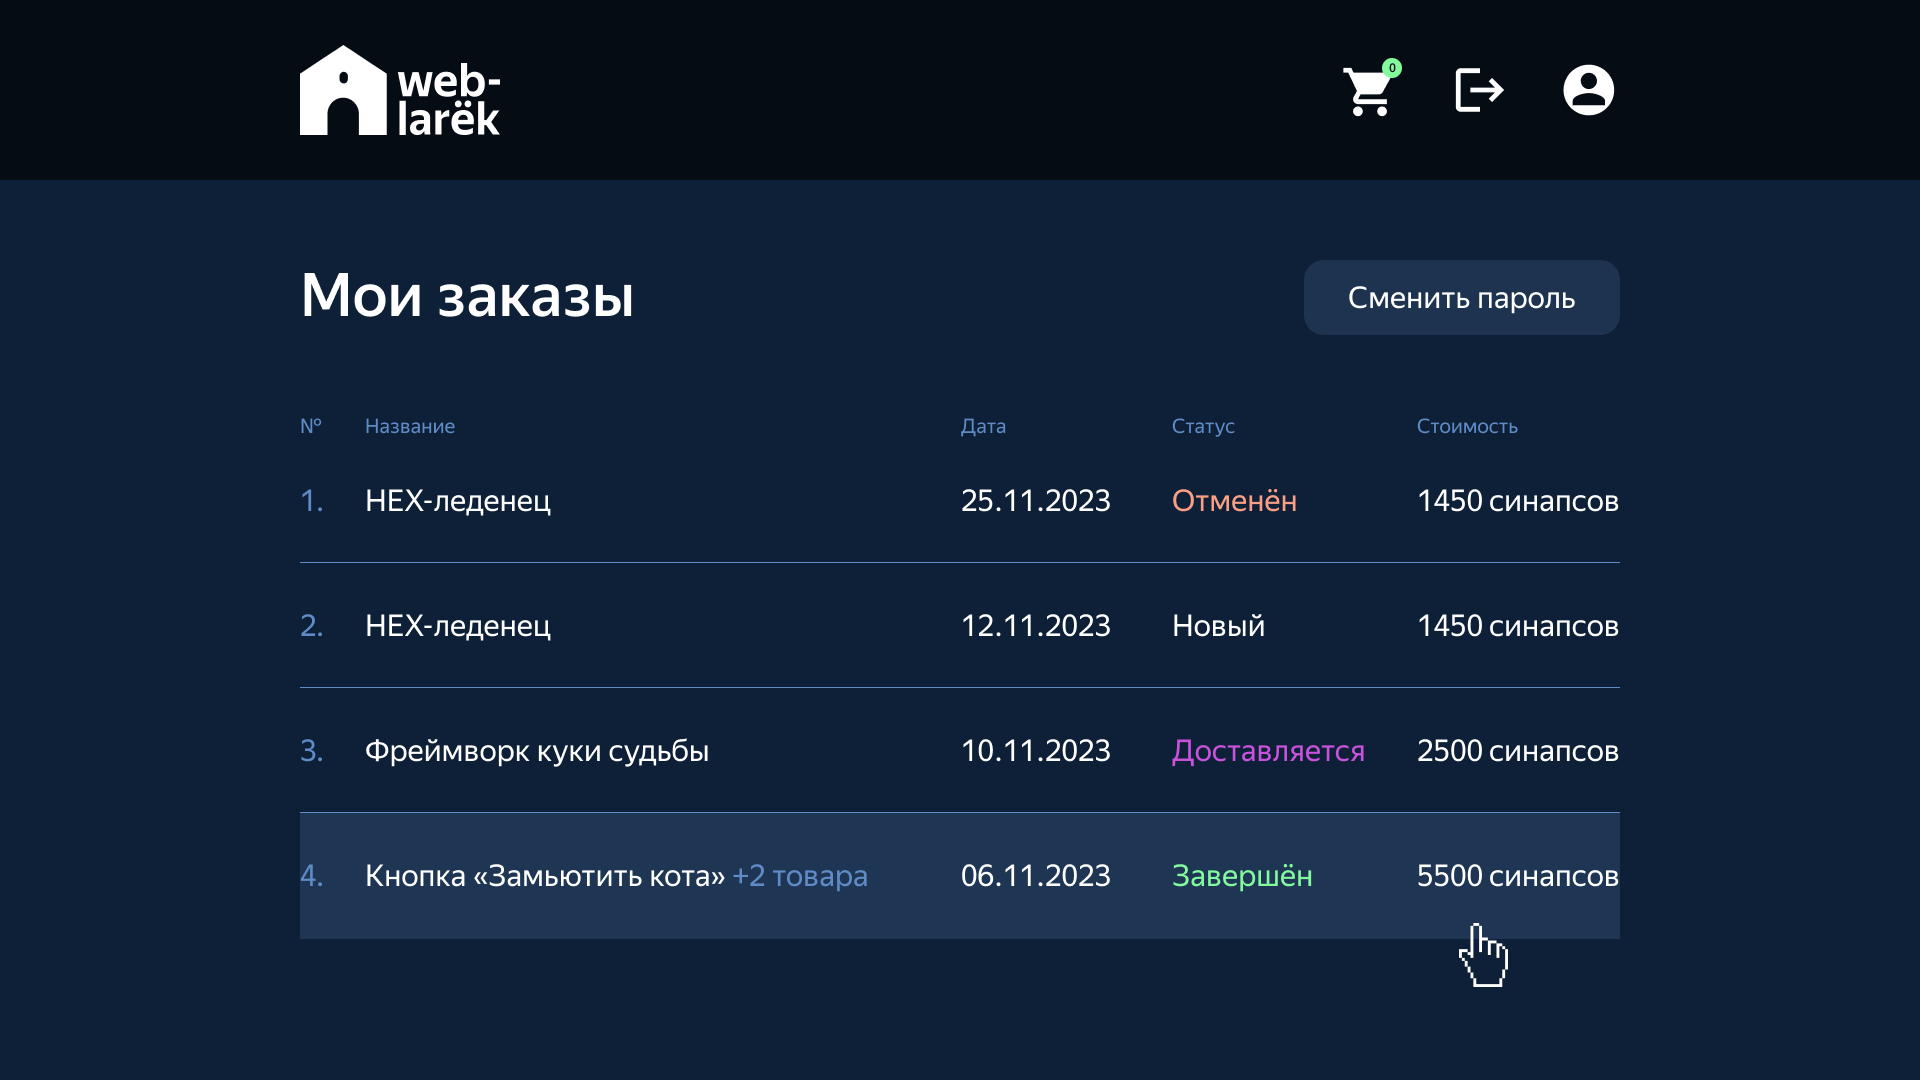 web-
larёk
0
Мои заказы
Сменить пароль
№ Название Дата Статус Стоимость
1. HEX-леденец 25.11.2023 Отменён 1450 синапсов
2. HEX-леденец 12.11.2023 Новый 1450 синапсов
3. Фреймворк куки судьбы 10.11.2023 Доставляется 2500 синапсов
4. Кнопка «Замьютить кота» +2 товара 06.11.2023 Завершён 5500 синапсов